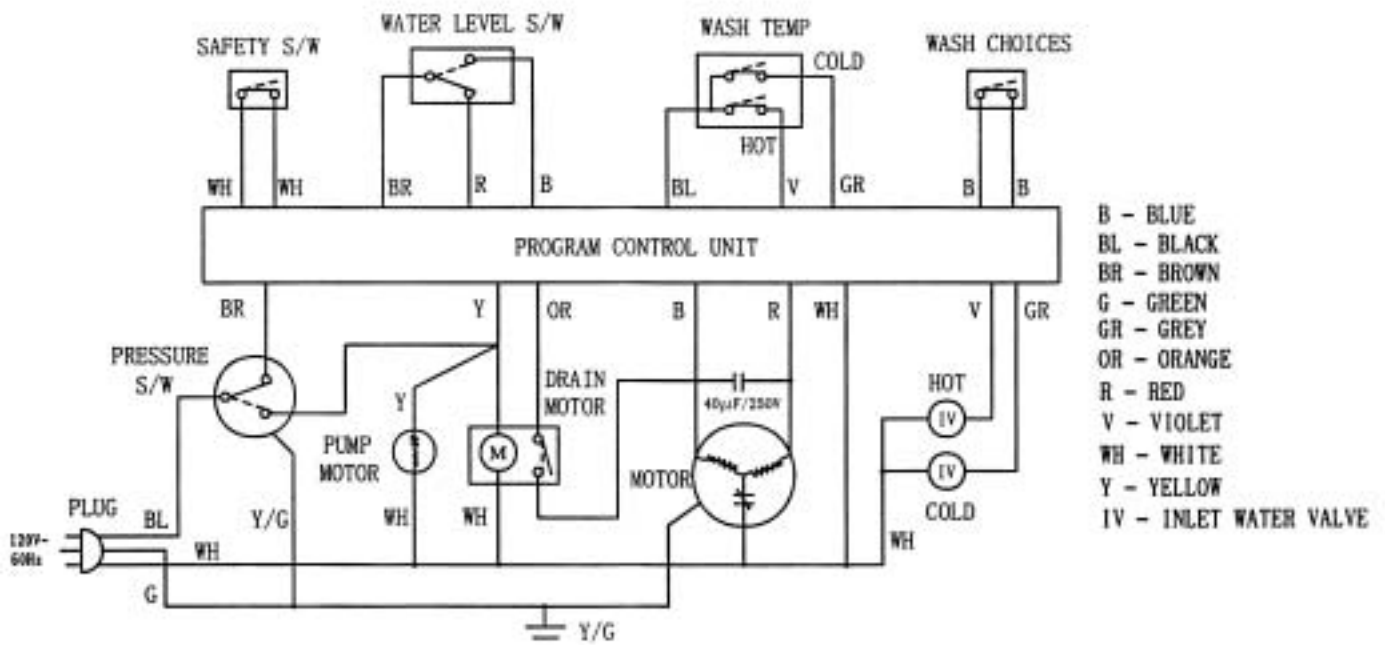 WATER LEVEL S/W
WASH TEMP
SAFETY S/W
WASH CHOICES
COLD
HOT
WH WH BR R B BL V GR B B
PROGRAM CONTROL UNIT
BR Y OR B R WH V GR
PRESSURE
S/W
DRAIN
MOTOR
40μF/250V
HOT
IV
Y
PUMP
MOTOR
M
MOTOR
IV
COLD
PLUG
BL
Y/G
WH
WH
WH
120V~
60Hz
WH
G
Y/G
B - BLUE
BL - BLACK
BR - BROWN
G - GREEN
GR - GREY
OR - ORANGE
R - RED
V - VIOLET
WH - WHITE
Y - YELLOW
IV - INLET WATER VALVE